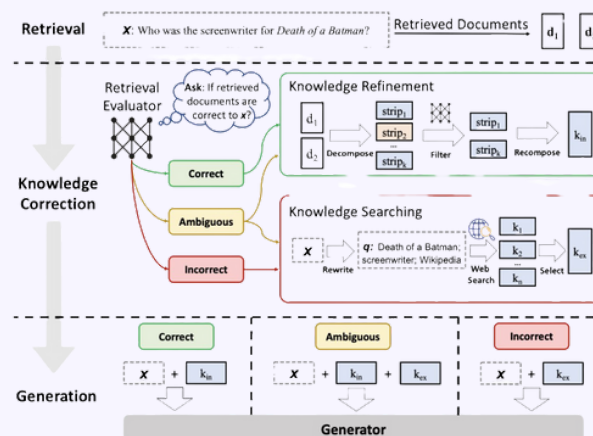 Retrieval
x: Who was the screenwriter for Death of a Batman?
Retrieved Documents
d₁
d
Retrieval
Evaluator
Ask: If retrieved
documents are
correct to x?
Knowledge
Correction
Correct
Ambiguous
Incorrect
Knowledge Refinement
d₁
d₂
Decompose
strip₁
strip₂
...
stripₖ
Filter
strip₁
stripₖ
Recompose
kᵢₙ
Knowledge Searching
x
Rewrite
q: Death of a Batman;
screenwriter; Wikipedia
Web
Search
k₁
k₂
...
kₙ
Select
kₑₓ
Generation
Correct
x + kᵢₙ
Ambiguous
x + kᵢₙ + kₑₓ
Incorrect
x + kₑₓ
Generator